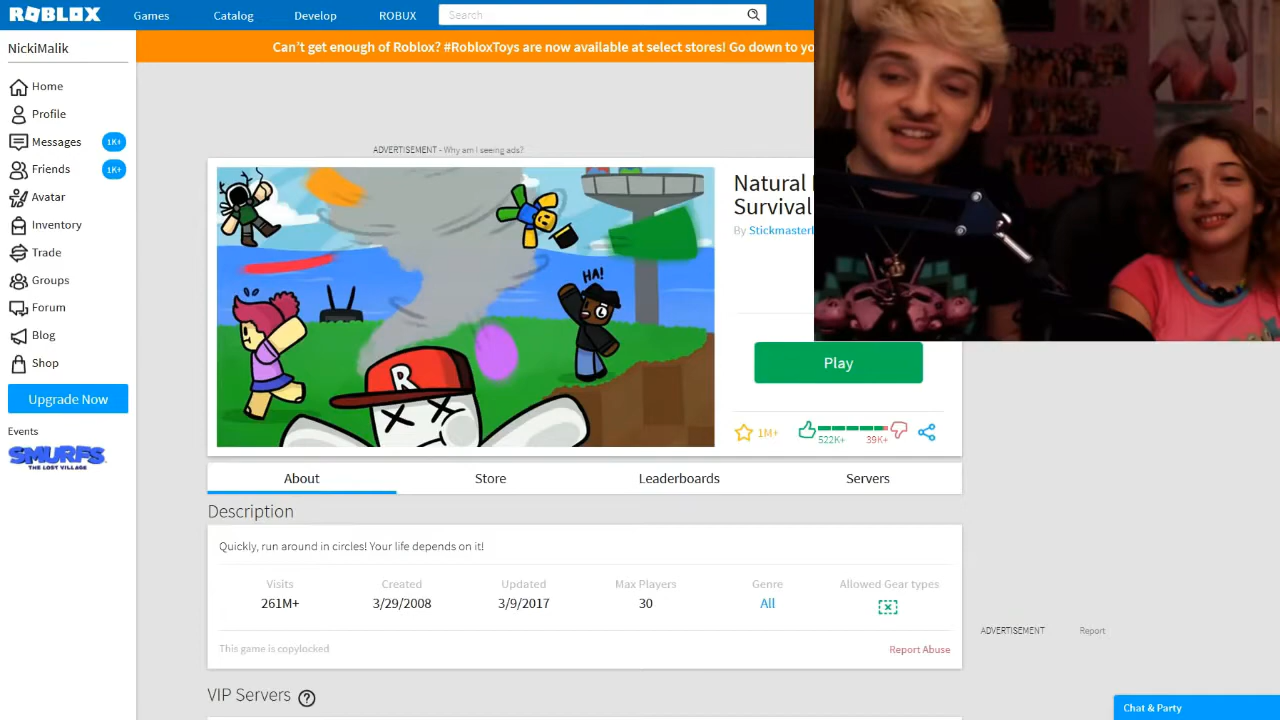 ROBLOX
Games
Catalog
Develop
ROBUX
Search
NickiMalik
Can't get enough of Roblox? #RobloxToys are now available at select stores! Go down to
Home
Profile
Messages 1K+
Friends 1K+
Avatar
Inventory
Trade
Groups
Forum
Blog
Shop
Upgrade Now
Events
SMURFS
THE LOST VILLAGE
ADVERTISEMENT - Why am I seeing ads?
HA!
R
Natural
Survival
By
Play
1M+
522K+
39K+
About
Store
Leaderboards
Servers
Description
Quickly, run around in circles! Your life depends on it!
Visits
Created
Updated
Max Players
Genre
Allowed Gear types
261M+
3/29/2008
3/9/2017
30
All
This game is copylocked
Report Abuse
ADVERTISEMENT
Report
VIP Servers ?
Chat & Party